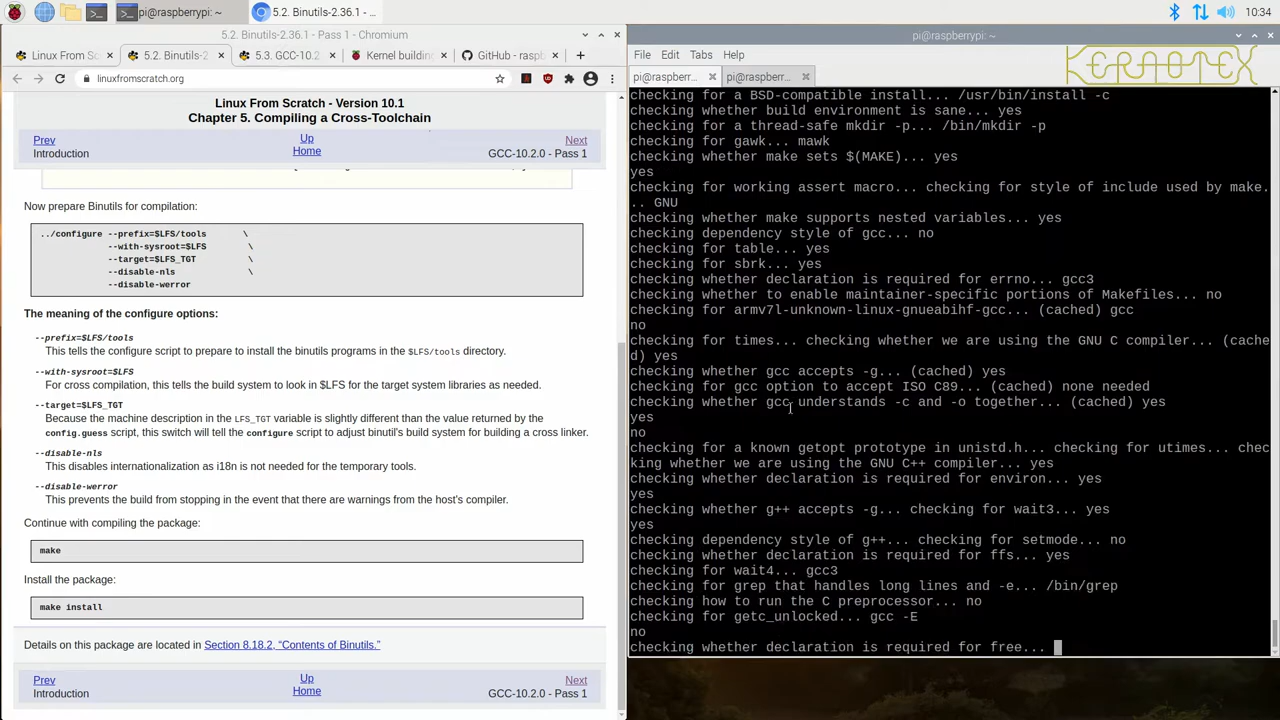 pi@raspberrypi: ~
5.2. Binutils-2.36.1 - ...
10:34
5.2. Binutils-2.36.1 - Pass 1 - Chromium
Linux From Sc
5.2. Binutils-2
5.3. GCC-10.2.
Kernel building
GitHub - raspi
linuxfromscratch.org
Linux From Scratch - Version 10.1
Chapter 5. Compiling a Cross-Toolchain
Prev
Up
Next
Introduction
Home
GCC-10.2.0 - Pass 1
Now prepare Binutils for compilation:
../configure --prefix=$LFS/tools \
--with-sysroot=$LFS \
--target=$LFS_TGT \
--disable-nls \
--disable-werror
The meaning of the configure options:
--prefix=$LFS/tools
This tells the configure script to prepare to install the binutils programs in the $LFS/tools directory.
--with-sysroot=$LFS
For cross compilation, this tells the build system to look in $LFS for the target system libraries as needed.
--target=$LFS_TGT
Because the machine description in the LFS_TGT variable is slightly different than the value returned by the
config.guess script, this switch will tell the configure script to adjust binutil's build system for building a cross linker.
--disable-nls
This disables internationalization as i18n is not needed for the temporary tools.
--disable-werror
This prevents the build from stopping in the event that there are warnings from the host's compiler.
Continue with compiling the package:
make
Install the package:
make install
Details on this package are located in Section 8.18.2, “Contents of Binutils.”
Prev
Up
Next
Introduction
Home
GCC-10.2.0 - Pass 1
pi@raspberrypi: ~
File Edit Tabs Help
KERAOTEX
pi@raspberr...
pi@raspberr...
checking for a BSD-compatible install... /usr/bin/install -c
checking whether build environment is sane... yes
checking for a thread-safe mkdir -p... /bin/mkdir -p
checking for gawk... mawk
checking whether make sets $(MAKE)... yes
yes
checking for working assert macro... checking for style of include used by make.
.. GNU
checking whether make supports nested variables... yes
checking dependency style of gcc... no
checking for table... yes
checking for sbrk... yes
checking whether declaration is required for errno... gcc3
checking whether to enable maintainer-specific portions of Makefiles... no
checking for armv7l-unknown-linux-gnueabihf-gcc... (cached) gcc
no
checking for times... checking whether we are using the GNU C compiler... (cache
d) yes
checking whether gcc accepts -g... (cached) yes
checking for gcc option to accept ISO C89... (cached) none needed
checking whether gcc understands -c and -o together... (cached) yes
yes
no
checking for a known getopt prototype in unistd.h... checking for utimes... chec
king whether we are using the GNU C++ compiler... yes
checking whether declaration is required for environ... yes
yes
checking whether g++ accepts -g... checking for wait3... yes
yes
checking dependency style of g++... checking for setmode... no
checking whether declaration is required for ffs... yes
checking for wait4... gcc3
checking for grep that handles long lines and -e... /bin/grep
checking how to run the C preprocessor... no
checking for getc_unlocked... gcc -E
no
checking whether declaration is required for free...